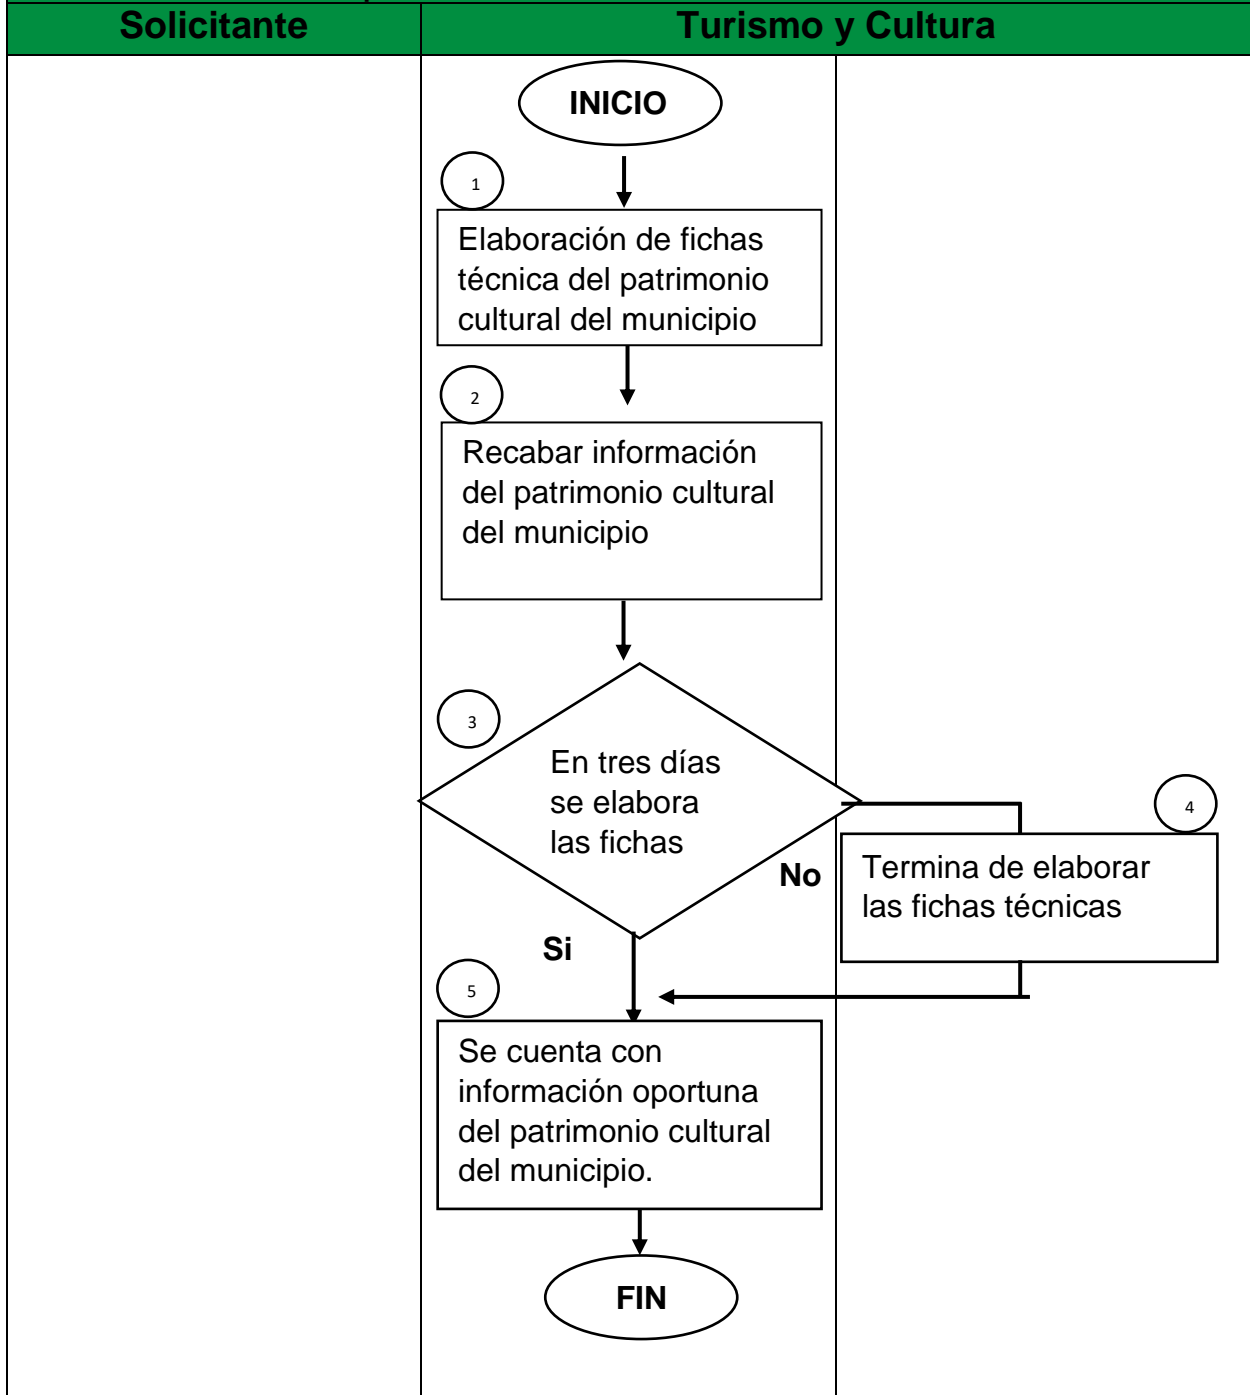 Solicitante
Turismo y Cultura
INICIO
1
Elaboración de fichas
técnica del patrimonio
cultural del municipio
2
Recabar información
del patrimonio cultural
del municipio
3
En tres días
se elabora
las fichas
No
4
Termina de elaborar
las fichas técnicas
Si
5
Se cuenta con
información oportuna
del patrimonio cultural
del municipio.
FIN